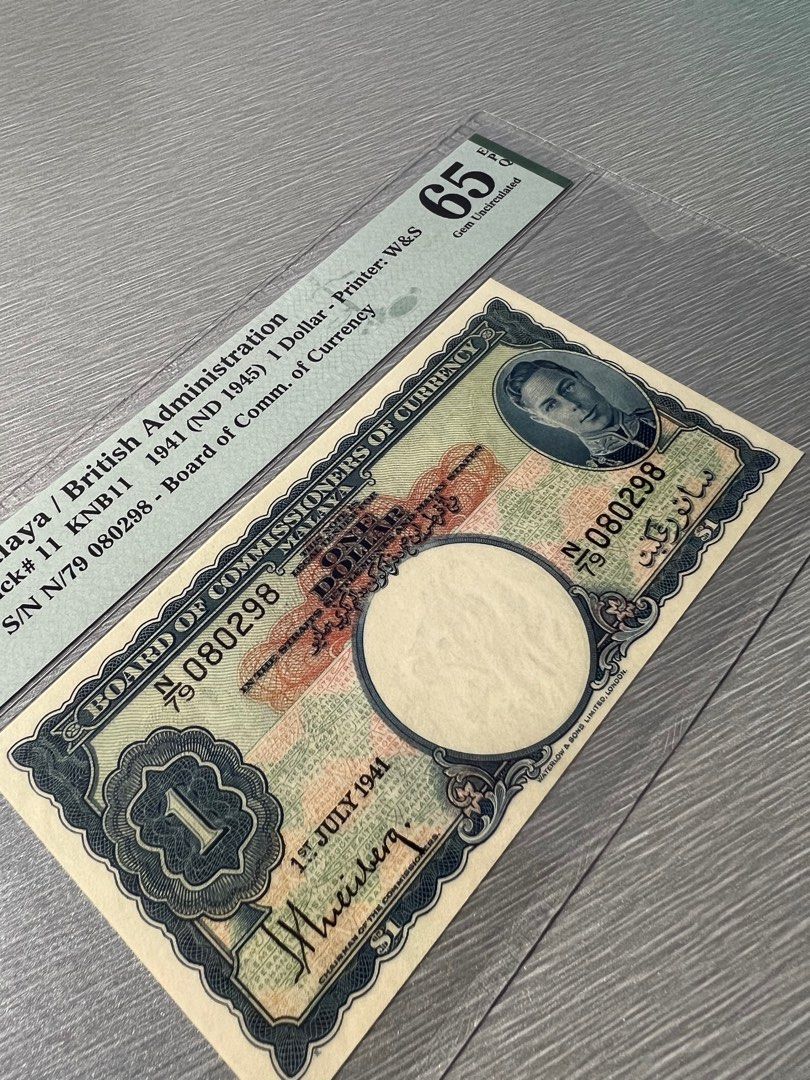 laya / British Administration
ck# 11 KNB11 1941 (ND 1945) 1 Dollar - Printer: W&S
S/N N/79 080298 - Board of Comm. of Currency
65
EPQ
Gem Uncirculated
BOARD OF COMMISSIONERS OF CURRENCY
MALAYA
ONE
DOLLAR
N/79 080298
N/79 080298
$1
1
1ST JULY 1941
CHAIRMAN OF THE COMMISSIONERS.
$1
WATERLOW & SONS LIMITED, LONDON.